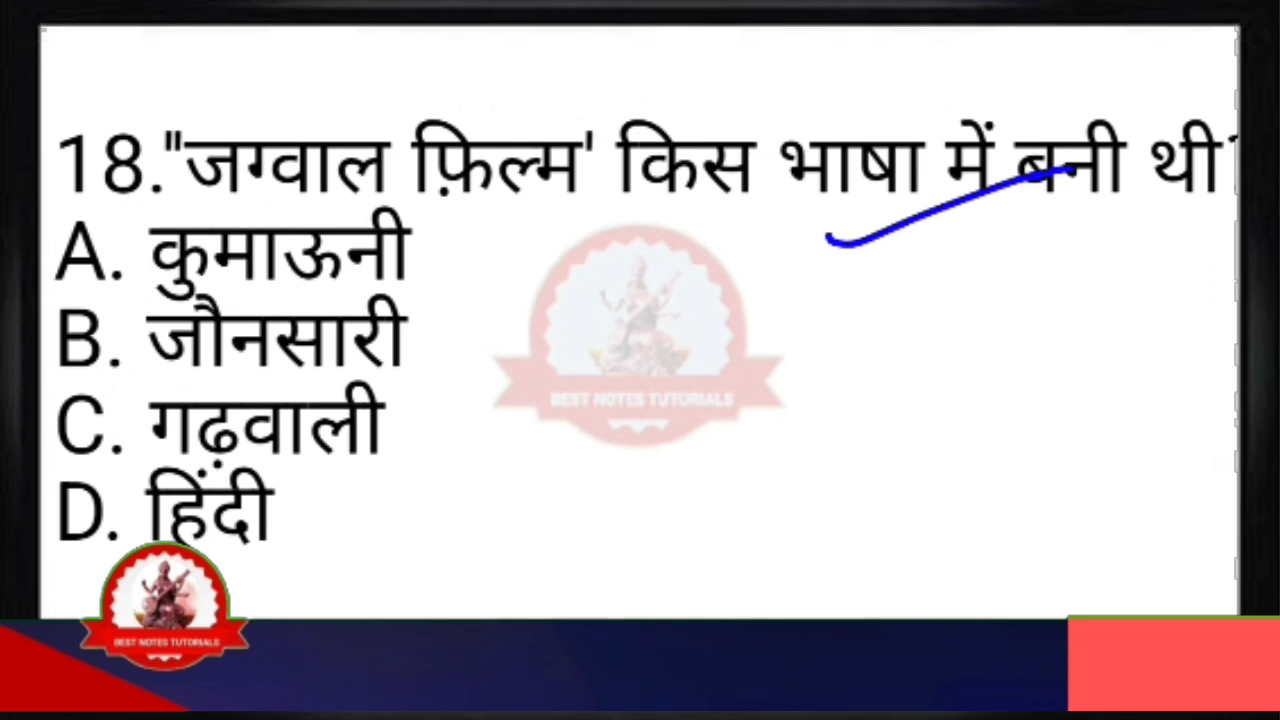 18."जग्वाल फ़िल्म' किस भाषा में बनी थी
A. कुमाऊनी
B. जौनसारी
C. गढ़वाली
D. हिंदी
BEST NOTES TUTORIALS
BEST NOTES TUTORIALS